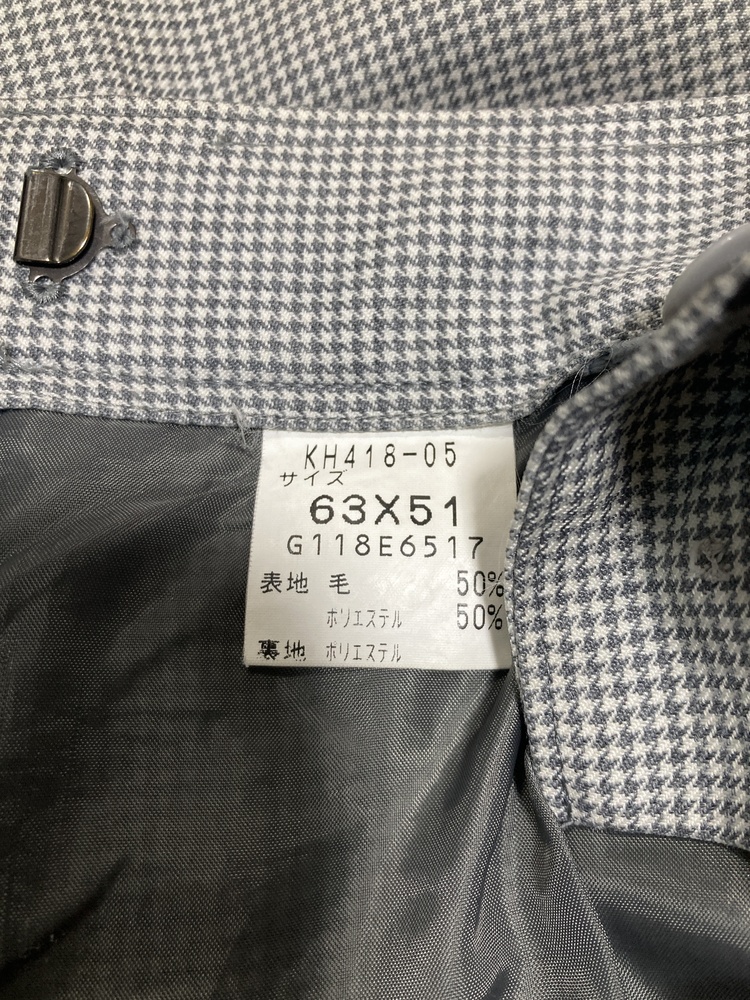 KH418-05
サイズ
63X51
G118E6517
表地 毛 50%
ポリエステル 50%
裏地 ポリエステル